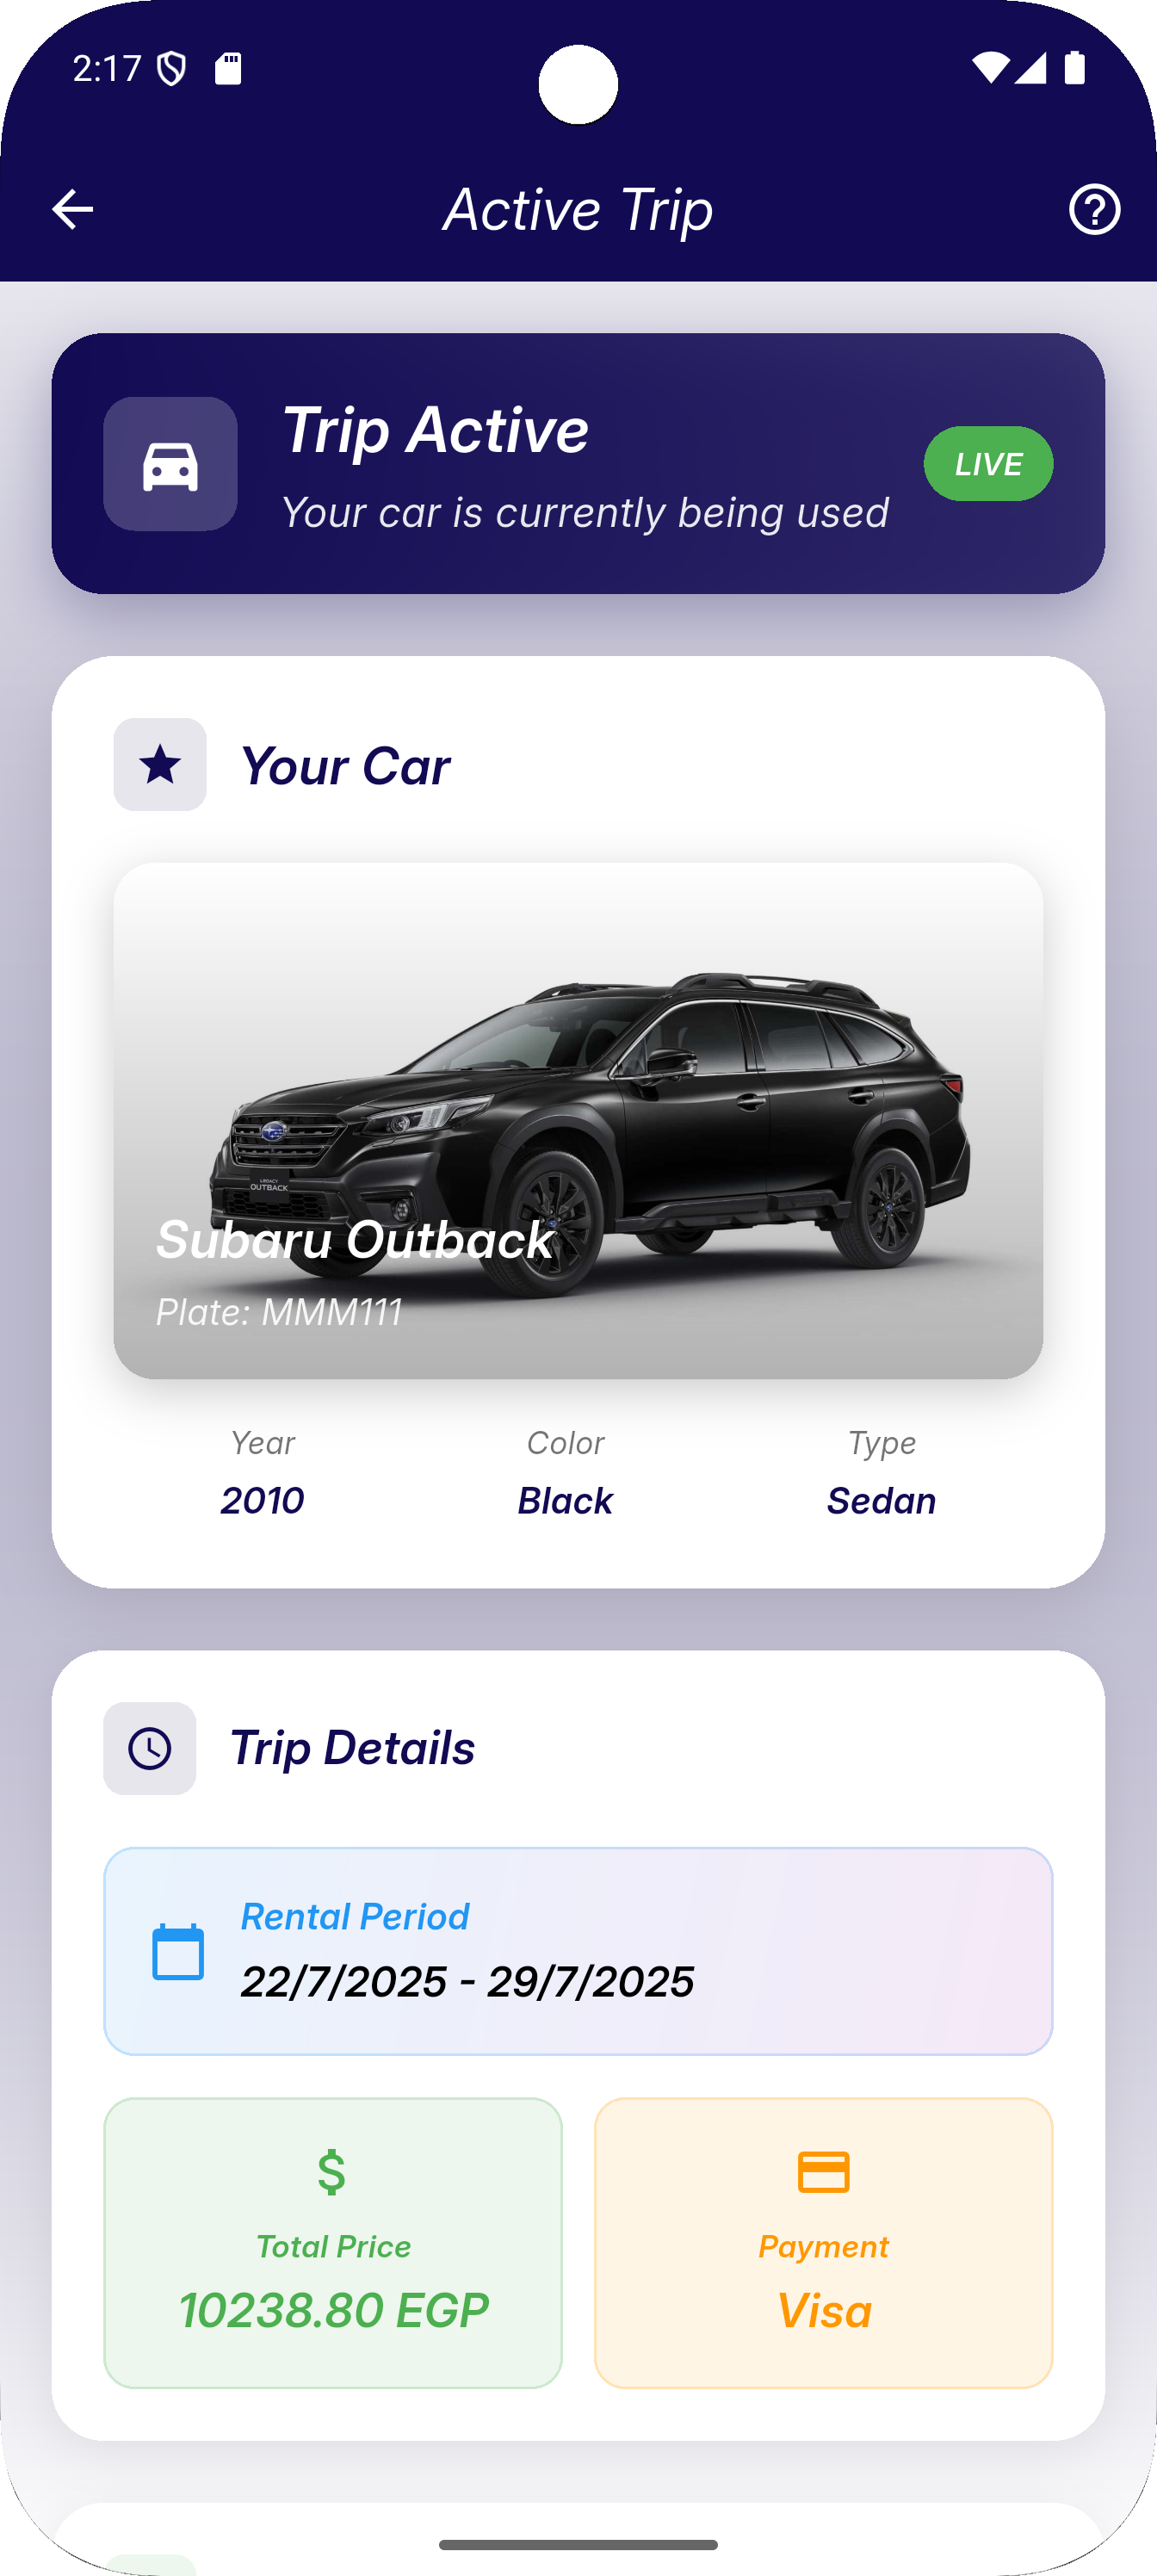 2:17
Active Trip
Trip Active
Your car is currently being used
LIVE
Your Car
LEGACY
OUTBACK
Subaru Outback
Plate: MMM111
Year
2010
Color
Black
Type
Sedan
Trip Details
Rental Period
22/7/2025 - 29/7/2025
$
Total Price
10238.80 EGP
Payment
Visa